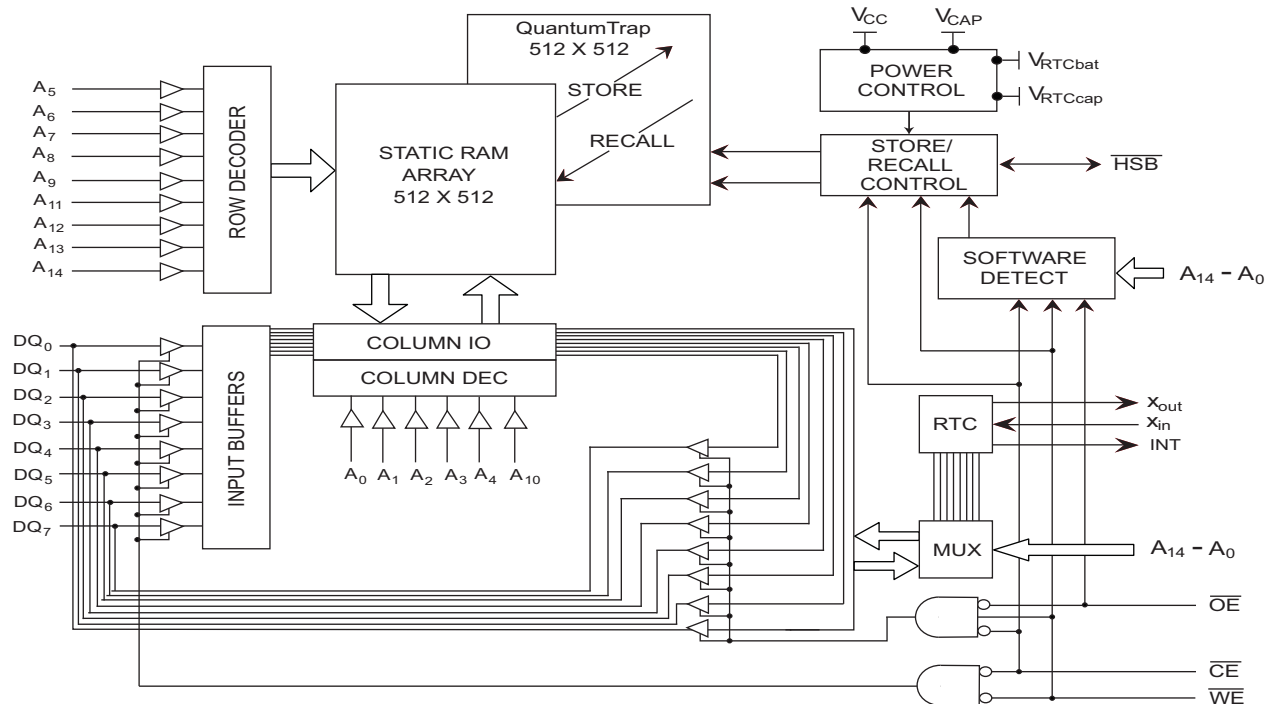 V_CC
V_CAP
V_RTCbat
V_RTCcap
QuantumTrap
512 X 512
POWER
CONTROL
A_5
A_6
A_7
A_8
A_9
A_11
A_12
A_13
A_14
ROW DECODER
STORE
RECALL
STATIC RAM
ARRAY
512 X 512
STORE/
RECALL
CONTROL
HSB
SOFTWARE
DETECT
A_14 – A_0
DQ_0
DQ_1
DQ_2
DQ_3
DQ_4
DQ_5
DQ_6
DQ_7
INPUT BUFFERS
COLUMN IO
COLUMN DEC
A_0
A_1
A_2
A_3
A_4
A_10
RTC
x_out
x_in
INT
MUX
A_14 – A_0
OE
CE
WE